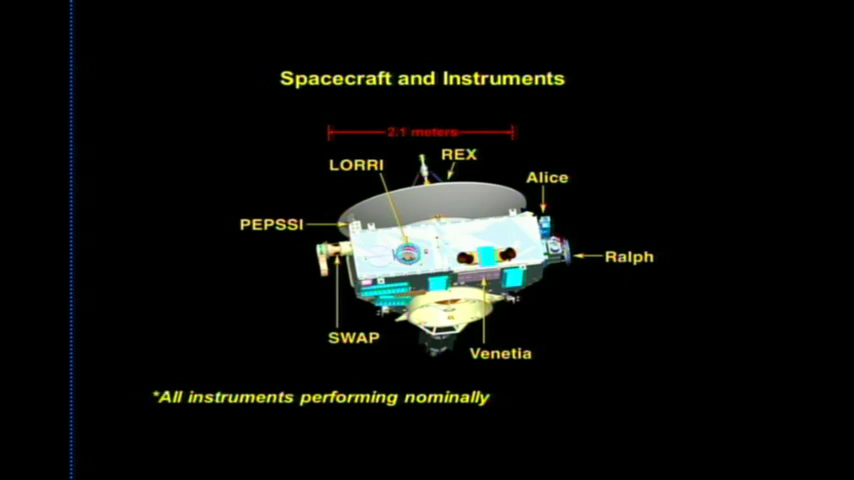 Spacecraft and Instruments
2.1 meters
REX
LORRI
Alice
PEPSSI
Ralph
SWAP
Venetia
*All instruments performing nominally